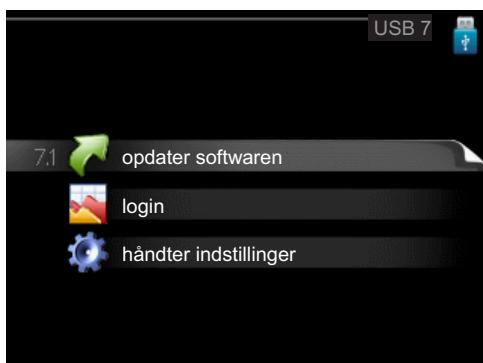 USB 7
7.1 opdater softwaren
login
håndter indstillinger